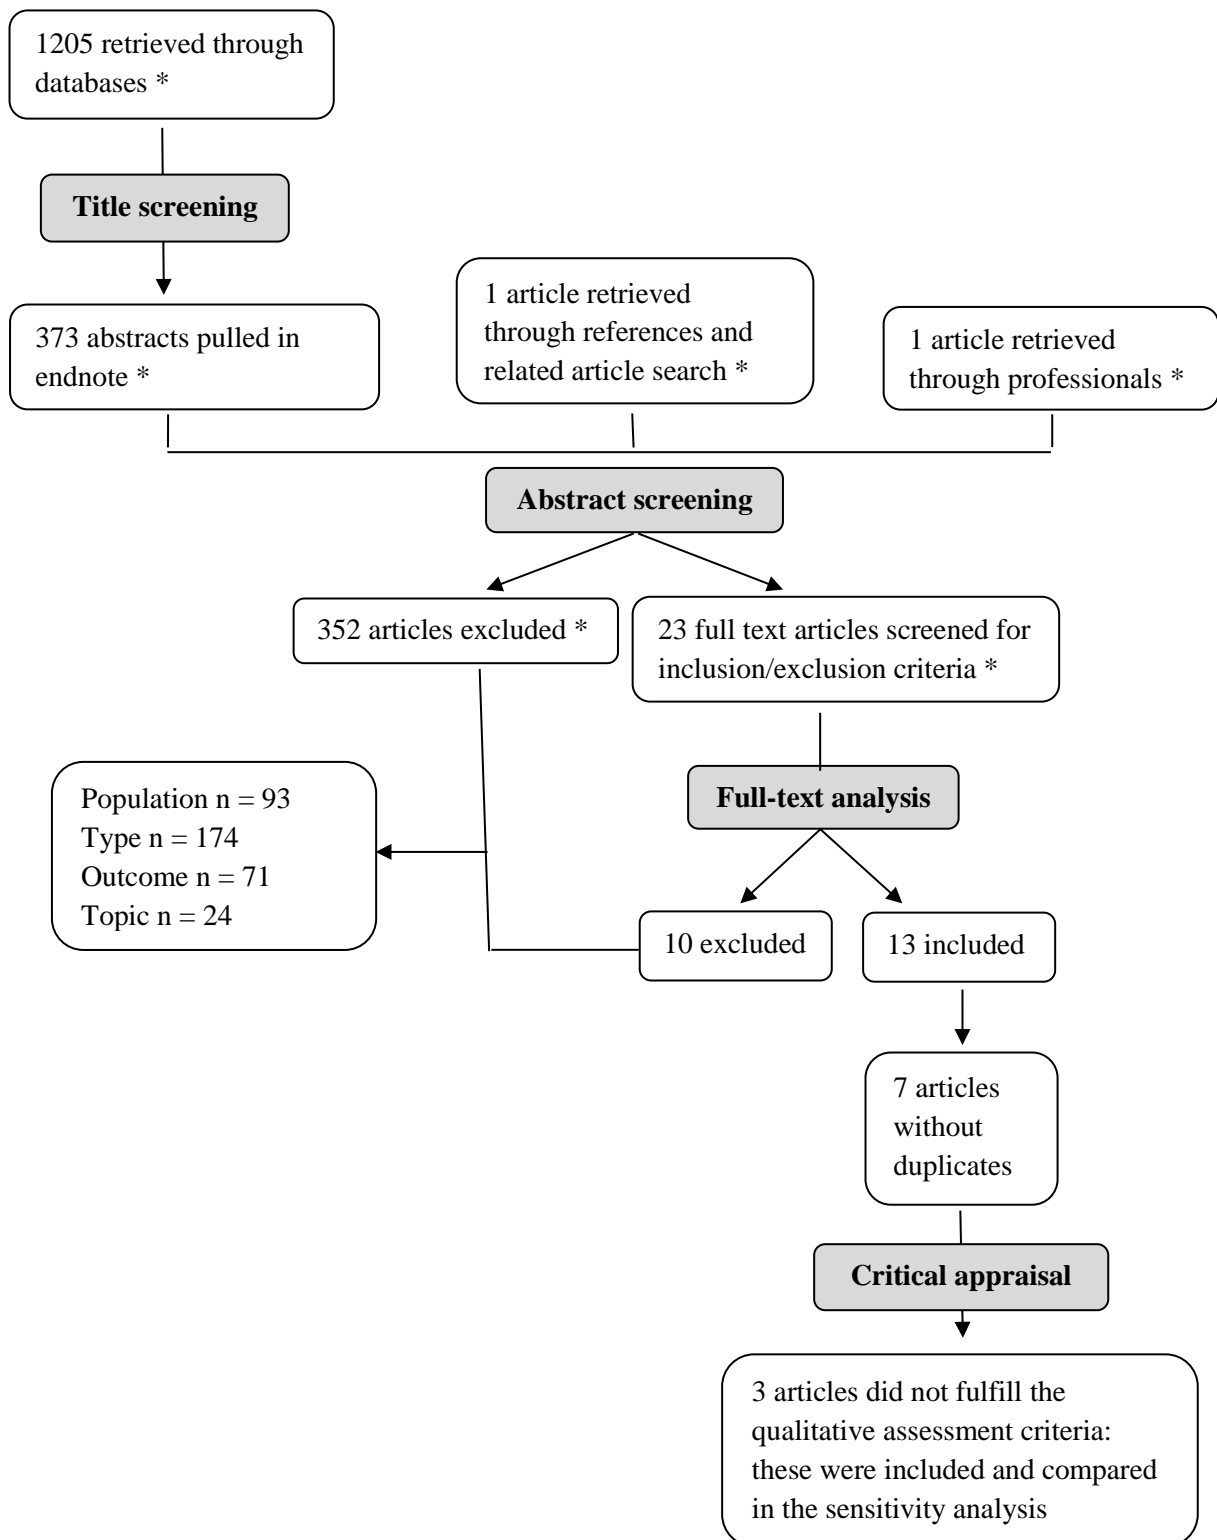 1205 retrieved through
databases *
Title screening
373 abstracts pulled in
endnote *
1 article retrieved
through references and
related article search *
1 article retrieved
through professionals *
Abstract screening
352 articles excluded *
23 full text articles screened for
inclusion/exclusion criteria *
Population n = 93
Type n = 174
Outcome n = 71
Topic n = 24
Full-text analysis
10 excluded
13 included
7 articles
without
duplicates
Critical appraisal
3 articles did not fulfill the
qualitative assessment criteria:
these were included and compared
in the sensitivity analysis